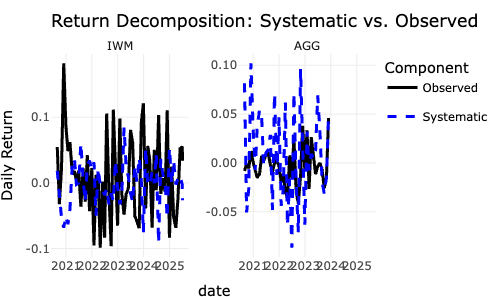 Return Decomposition: Systematic vs. Observed
IWM
AGG
Component
Observed
Systematic
Daily Return
0.1
0.0
-0.1
0.10
0.05
0.00
-0.05
2021 2022 2023 2024 2025
2021 2022 2023 2024 2025
date